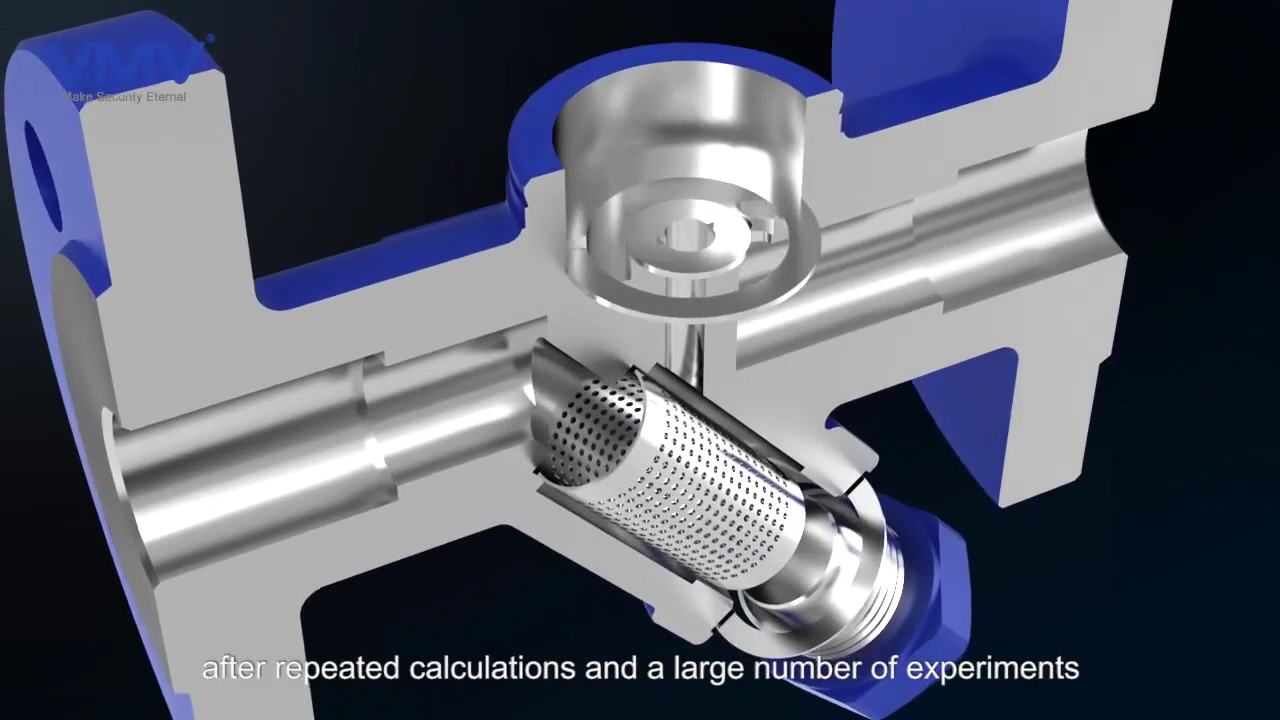 VMV®
Make Security Eternal
after repeated calculations and a large number of experiments